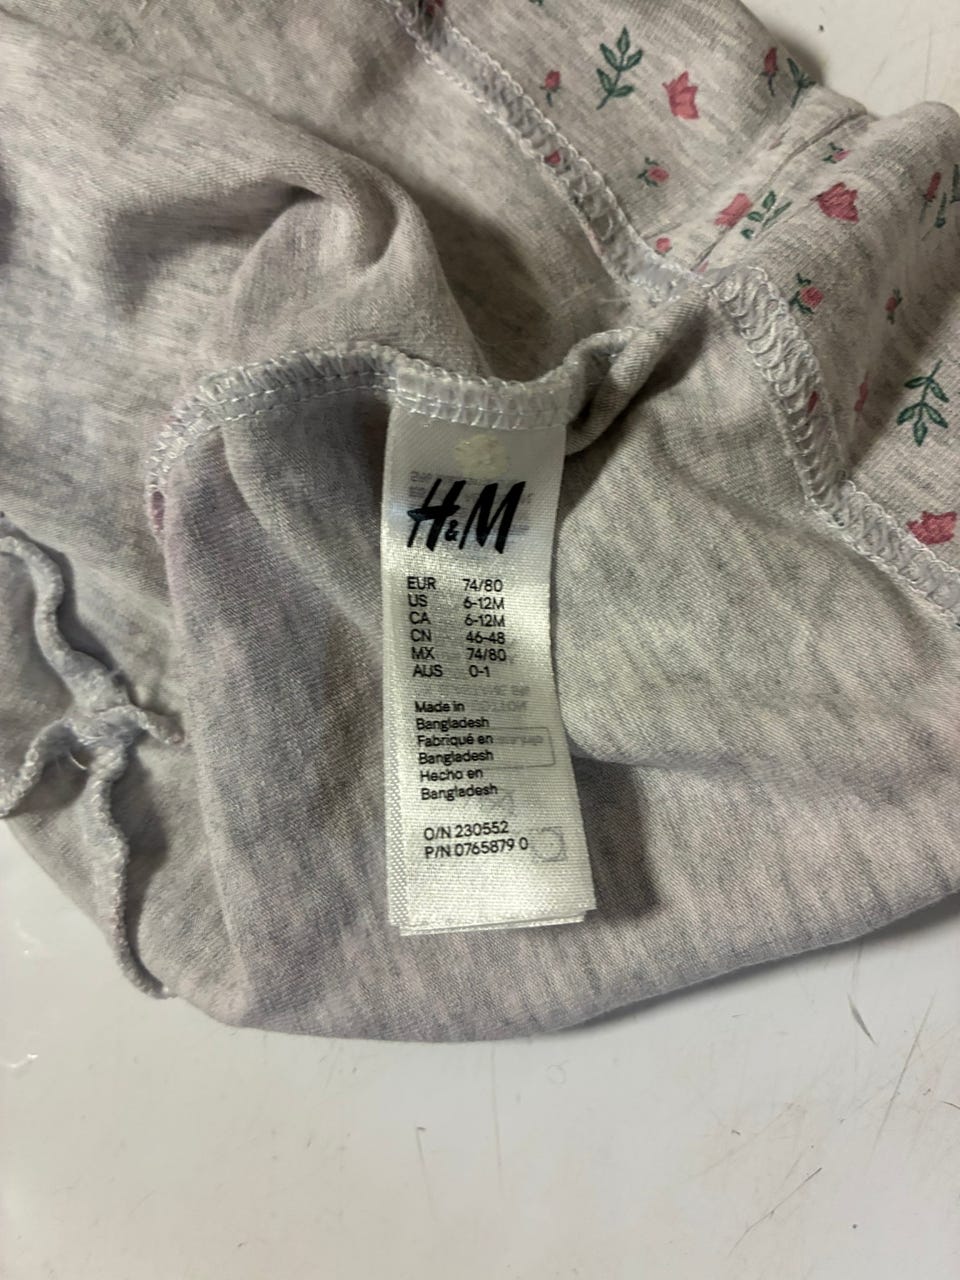 H&M
EUR 74/80
US 6-12M
CA 6-12M
CN 46-48
MX 74/80
AUS 0-1
Made in
Bangladesh
Fabriqué en
Bangladesh
Hecho en
Bangladesh
O/N 230552
P/N 0765879 0